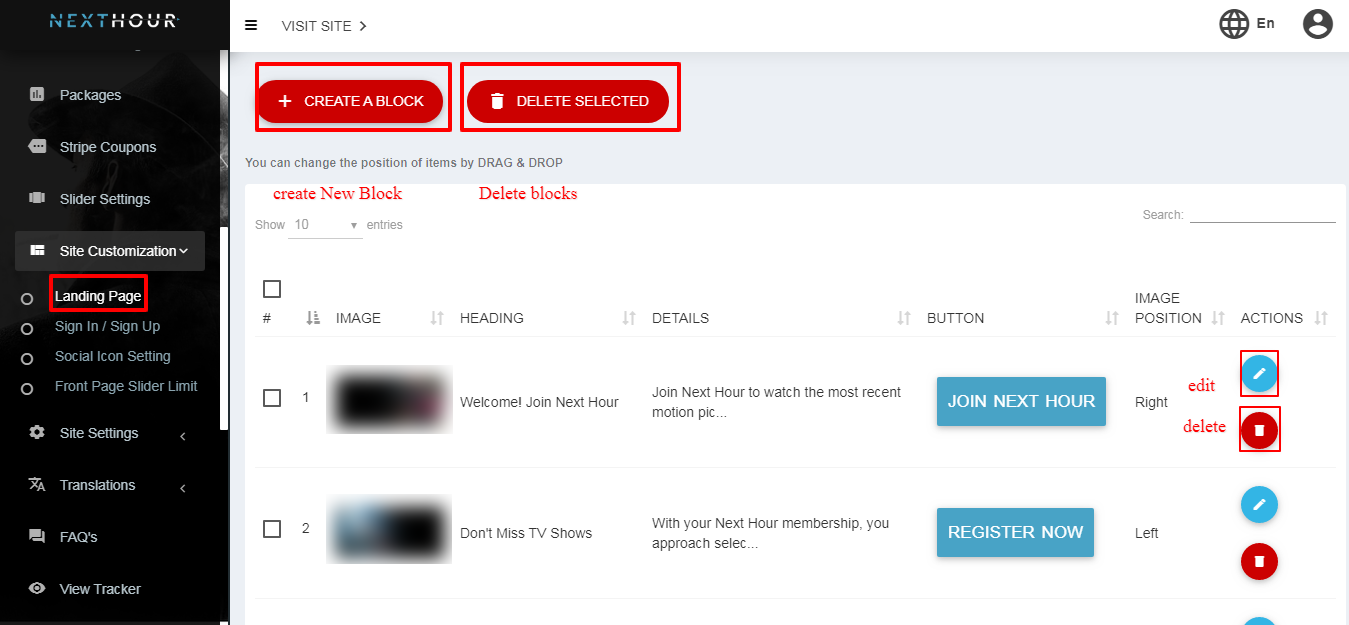 NEXTHOUR
VISIT SITE
En
Packages
Stripe Coupons
Slider Settings
Site Customization
Landing Page
Sign In / Sign Up
Social Icon Setting
Front Page Slider Limit
Site Settings
Translations
FAQ's
View Tracker
+ CREATE A BLOCK
DELETE SELECTED
You can change the position of items by DRAG & DROP
create New Block
Delete blocks
Show 10 entries
Search:
# IMAGE HEADING DETAILS BUTTON IMAGE POSITION ACTIONS
1
Welcome! Join Next Hour
Join Next Hour to watch the most recent
motion pic...
JOIN NEXT HOUR
Right
edit
delete
2
Don't Miss TV Shows
With your Next Hour membership, you
approach selec...
REGISTER NOW
Left